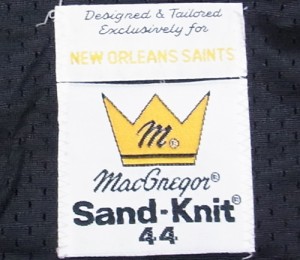 Designed & Tailored
Exclusively for
NEW ORLEANS SAINTS
M.®
MacGregor®
Sand-Knit®
44